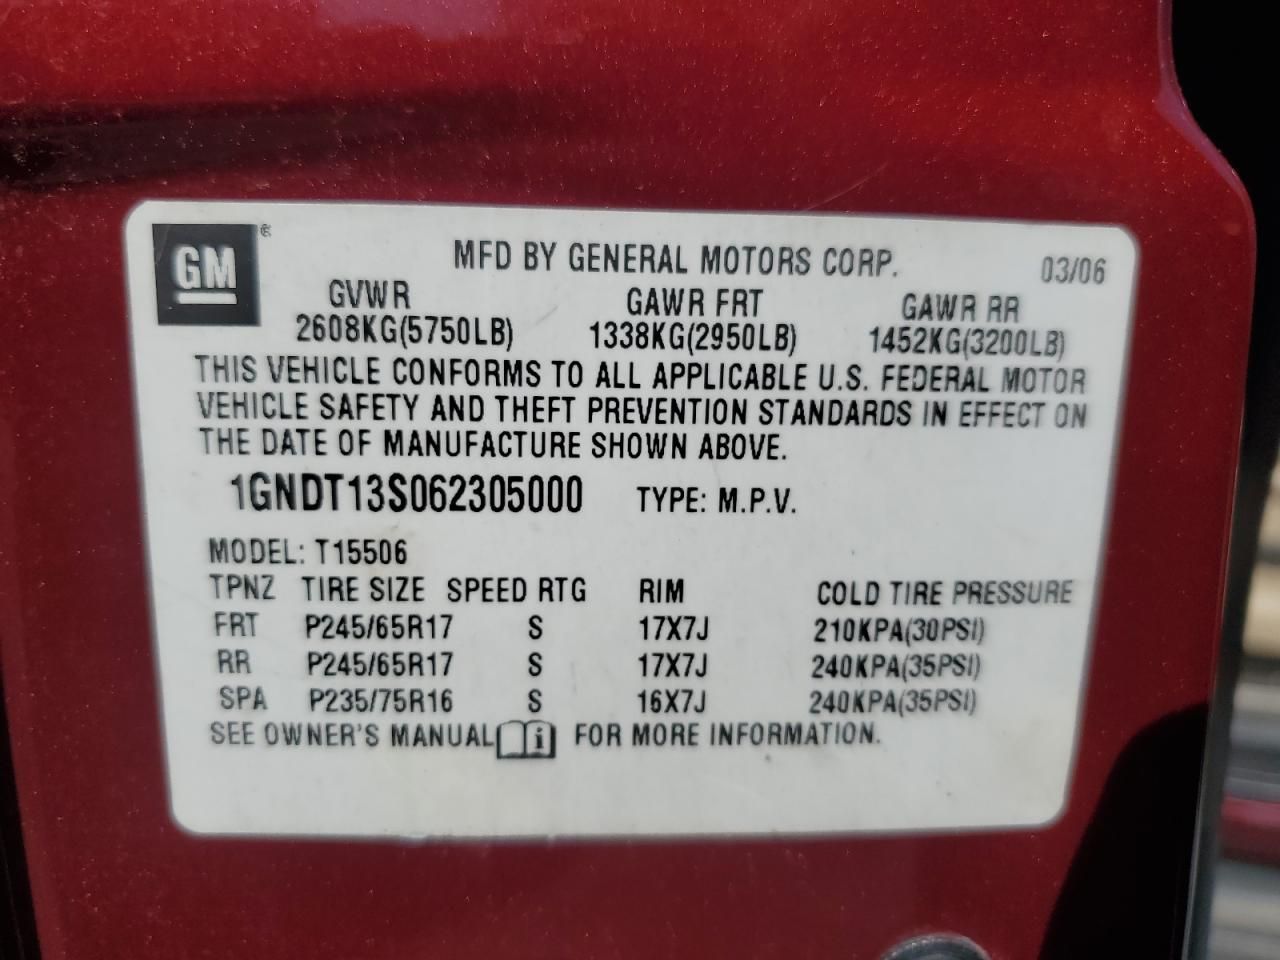 GM®
MFD BY GENERAL MOTORS CORP. 03/06
GVWR GAWR FRT GAWR RR
2608KG(5750LB) 1338KG(2950LB) 1452KG(3200LB)
THIS VEHICLE CONFORMS TO ALL APPLICABLE U.S. FEDERAL MOTOR
VEHICLE SAFETY AND THEFT PREVENTION STANDARDS IN EFFECT ON
THE DATE OF MANUFACTURE SHOWN ABOVE.
1GNDT13S062305000 TYPE: M.P.V.
MODEL: T15506
TPNZ TIRE SIZE SPEED RTG RIM COLD TIRE PRESSURE
FRT P245/65R17 S 17X7J 210KPA(30PSI)
RR P245/65R17 S 17X7J 240KPA(35PSI)
SPA P235/75R16 S 16X7J 240KPA(35PSI)
SEE OWNER'S MANUAL i FOR MORE INFORMATION.